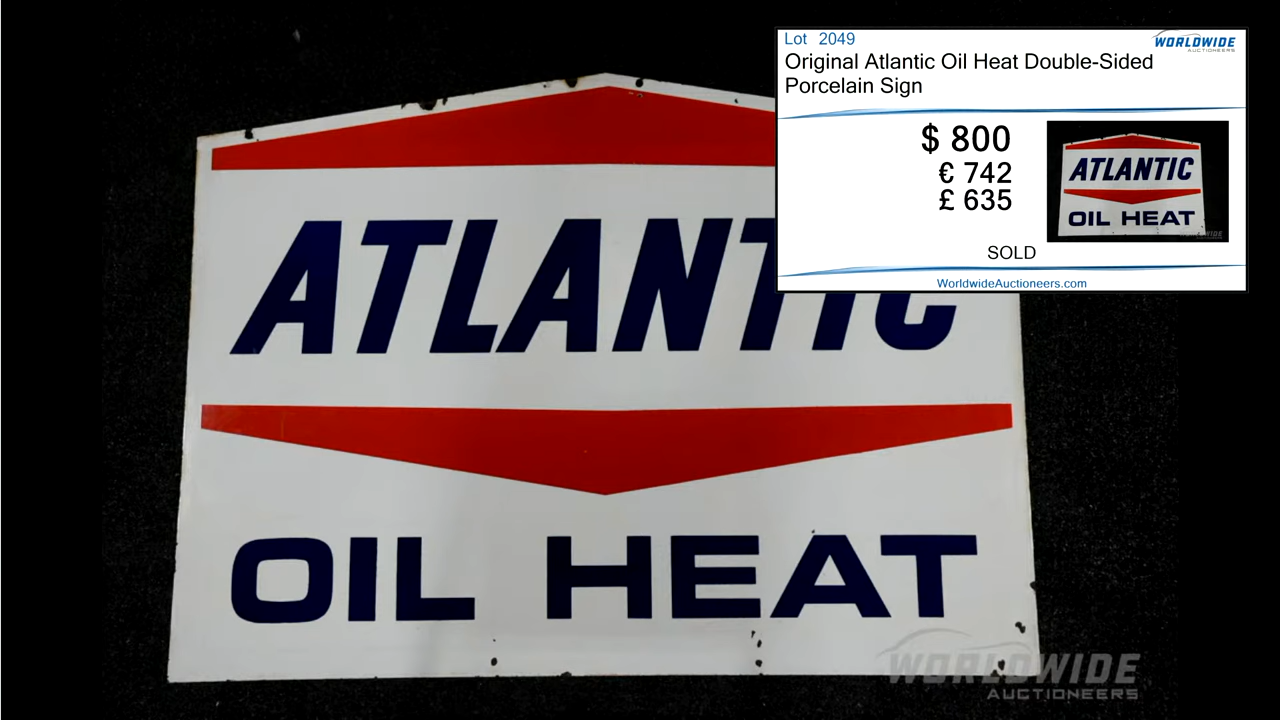 Lot 2049
WORLDWIDE
AUCTIONEERS
Original Atlantic Oil Heat Double-Sided
Porcelain Sign
$ 800
€ 742
£ 635
ATLANTIC
OIL HEAT
SOLD
WorldwideAuctioneers.com
ATLANTIC
OIL HEAT
WORLDWIDE
AUCTIONEERS